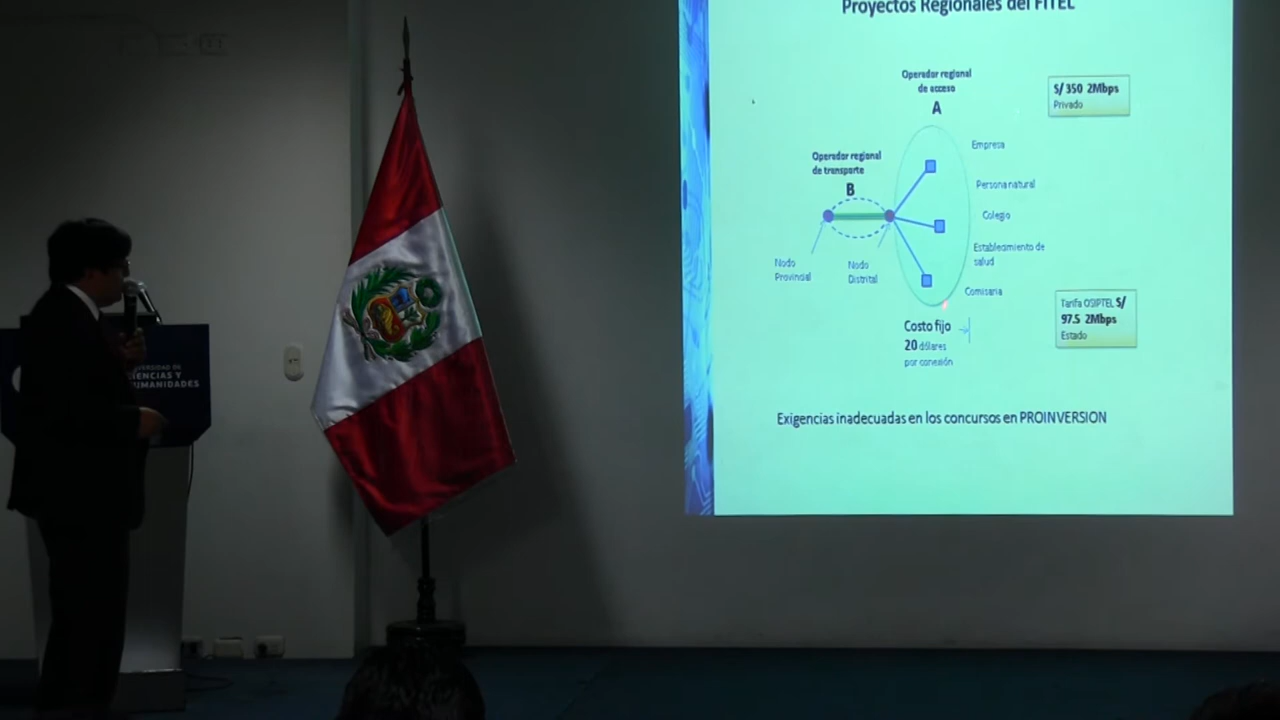 Proyectos Regionales del FITEL
Operador regional
de acceso
A
S/ 350 2Mbps
Privado
Empresa
Operador regional
de transporte
B
Persona natural
Colegio
Establecimiento de
salud
Nodo
Provincial
Nodo
Distrital
Comisaria
Tarifa OSIPTEL S/
97.5 2Mbps
Estado
Costo fijo
20 dólares
por conexión
Exigencias inadecuadas en los concursos en PROINVERSION
CIENCIAS Y
HUMANIDADES